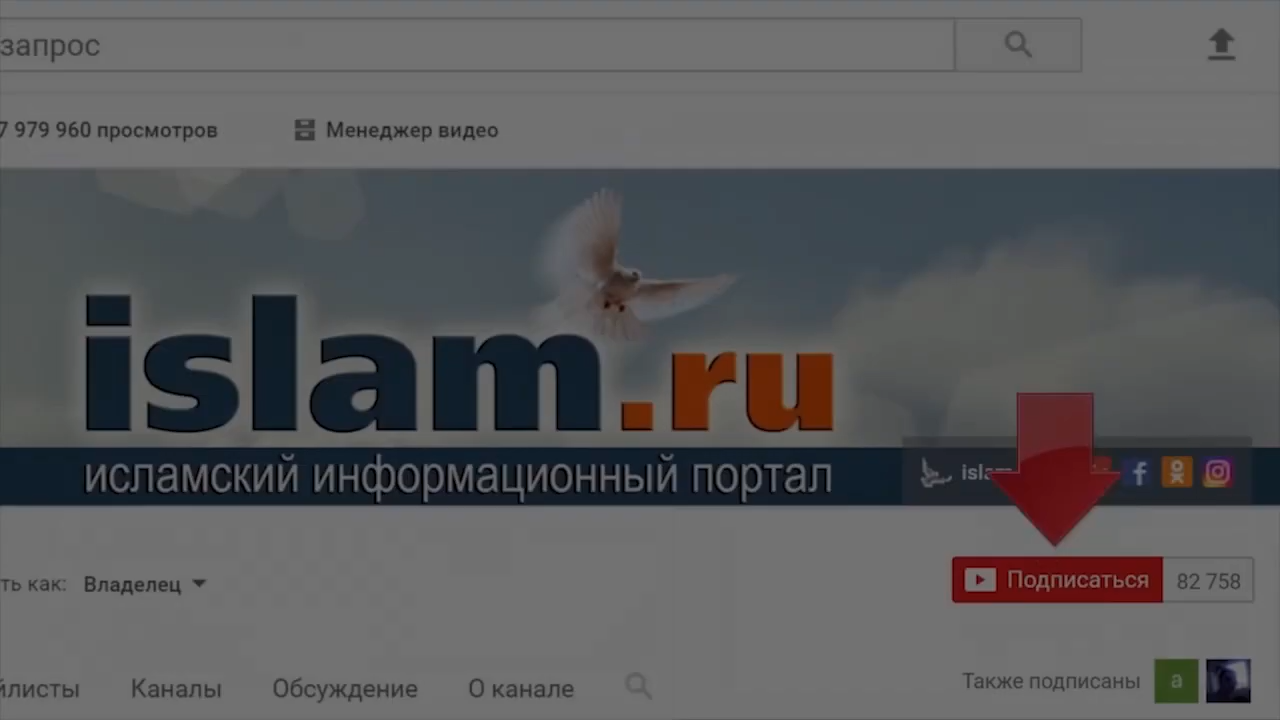 запрос
7 979 960 просмотров Менеджер видео
islam.ru
исламский информационный портал
ть как: Владелец
Подписаться 82 758
йлисты Каналы Обсуждение О канале
Также подписаны a